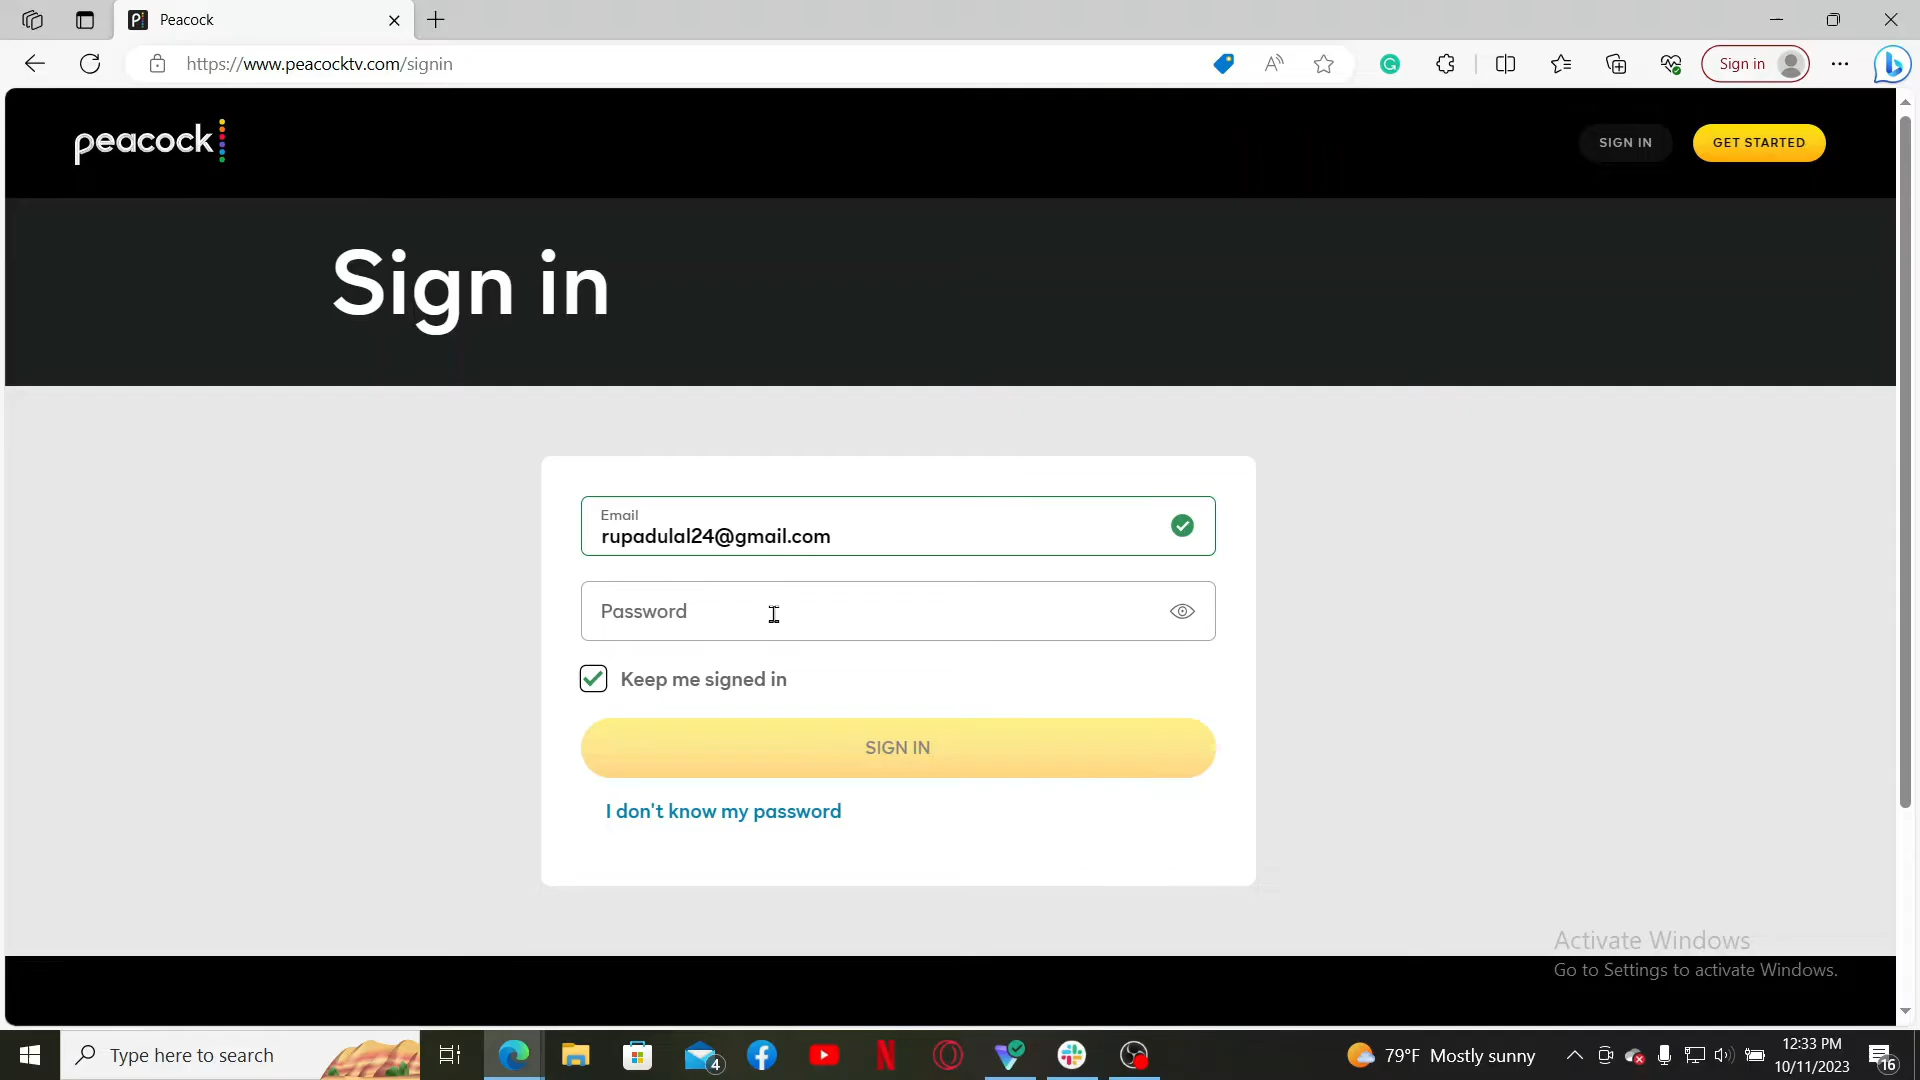 Peacock
https://www.peacocktv.com/signin
Sign in
peacock
SIGN IN
GET STARTED
Sign in
Email
rupadulal24@gmail.com
Password
Keep me signed in
SIGN IN
I don't know my password
Activate Windows
Go to Settings to activate Windows.
Type here to search
4
79°F Mostly sunny
12:33 PM
10/11/2023
16